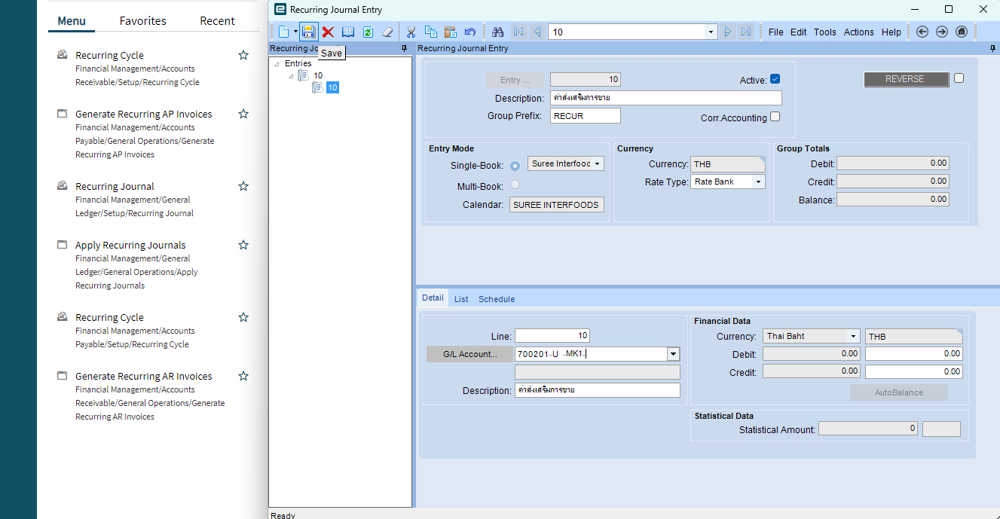 Menu Favorites Recent
Recurring Cycle
Financial Management/Accounts
Receivable/Setup/Recurring Cycle
Generate Recurring AP Invoices
Financial Management/Accounts
Payable/General Operations/Generate
Recurring AP Invoices
Recurring Journal
Financial Management/General
Ledger/Setup/Recurring Journal
Apply Recurring Journals
Financial Management/General
Ledger/General Operations/Apply
Recurring Journals
Recurring Cycle
Financial Management/Accounts
Payable/Setup/Recurring Cycle
Generate Recurring AR Invoices
Financial Management/Accounts
Receivable/General Operations/Generate
Recurring AR Invoices
Recurring Journal Entry
10
File Edit Tools Actions Help
Save
Entries
10
10
Ready
Recurring Journal Entry
Entry ... 10 Active: REVERSE
Description: ค่าส่งเสริมการขาย
Group Prefix: RECUR Corr.Accounting
Entry Mode
Single-Book: Suree Interfood
Multi-Book:
Calendar: SUREE INTERFOODS
Currency
Currency: THB
Rate Type: Rate Bank
Group Totals
Debit: 0.00
Credit: 0.00
Balance: 0.00
Detail List Schedule
Line: 10
G/L Account... 700201-U -MK1-
Description: ค่าส่งเสริมการขาย
Financial Data
Currency: Thai Baht THB
Debit: 0.00 0.00
Credit: 0.00 0.00
AutoBalance
Statistical Data
Statistical Amount: 0